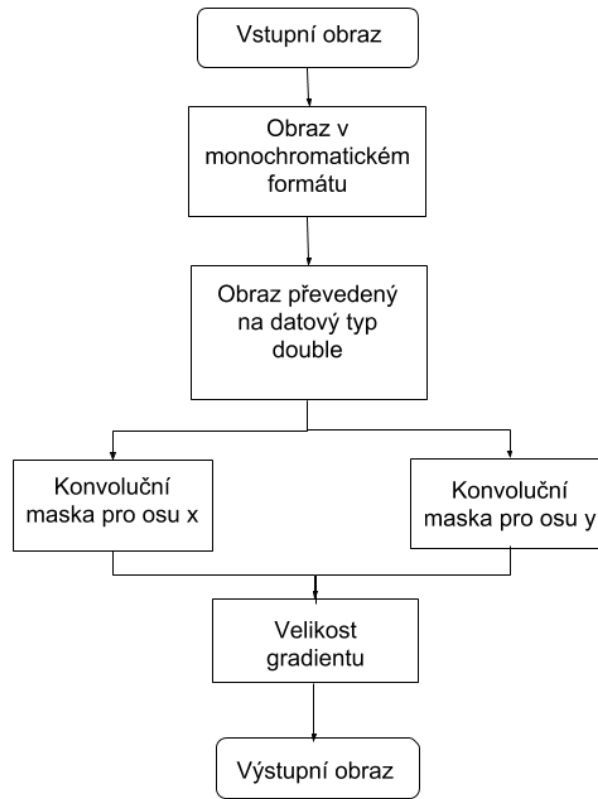 Vstupní obraz
Obraz v
monochromatickém
formátu
Obraz převedený
na datový typ
double
Konvoluční
maska pro osu x
Konvoluční
maska pro osu y
Velikost
gradientu
Výstupní obraz